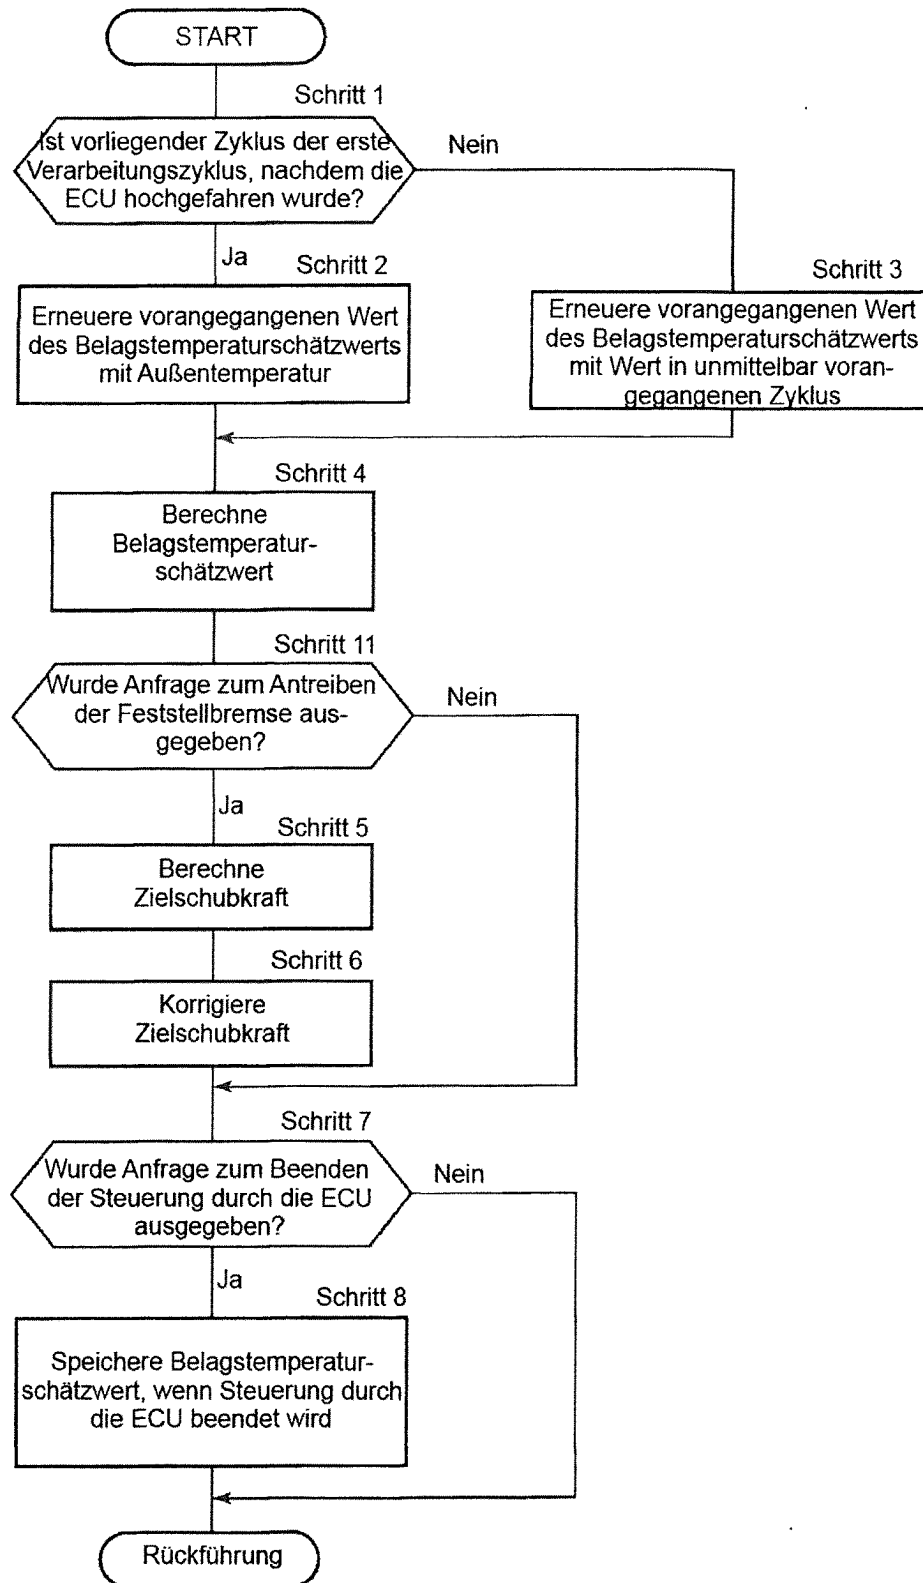 START
Schritt 1
Ist vorliegender Zyklus der erste
Verarbeitungszyklus, nachdem die
ECU hochgefahren wurde?
Nein
Ja
Schritt 2
Erneuere vorangegangenen Wert
des Belagstemperaturschätzwerts
mit Außentemperatur
Schritt 3
Erneuere vorangegangenen Wert
des Belagstemperaturschätzwerts
mit Wert in unmittelbar voran-
gegangenen Zyklus
Schritt 4
Berechne
Belagstemperatur-
schätzwert
Schritt 11
Wurde Anfrage zum Antreiben
der Feststellbremse aus-
gegeben?
Nein
Ja
Schritt 5
Berechne
Zielschubkraft
Schritt 6
Korrigiere
Zielschubkraft
Schritt 7
Wurde Anfrage zum Beenden
der Steuerung durch die ECU
ausgegeben?
Nein
Ja
Schritt 8
Speichere Belagstemperatur-
schätzwert, wenn Steuerung durch
die ECU beendet wird
Rückführung